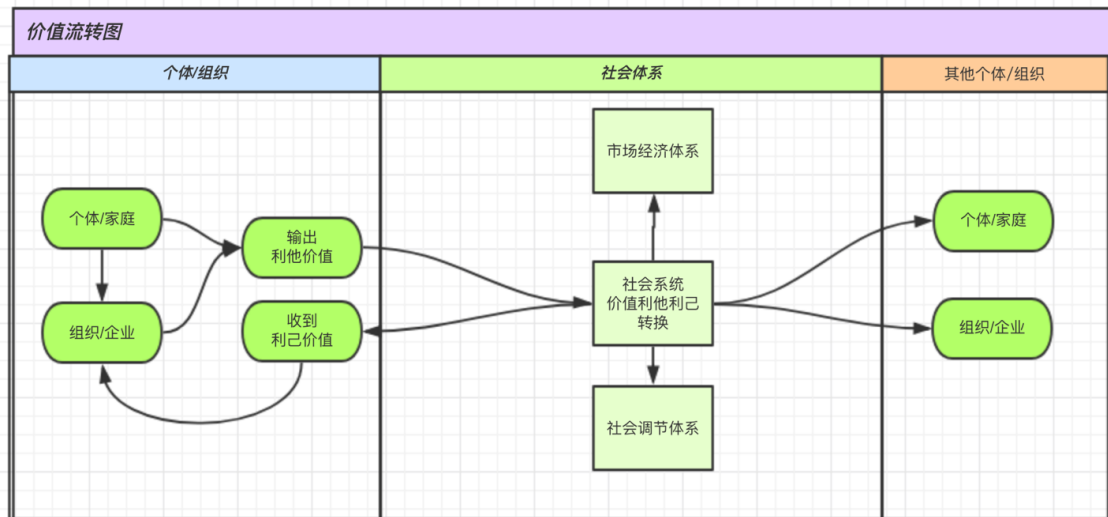 价值流转图
个体/组织
社会体系
其他个体/组织
个体/家庭
组织/企业
输出
利他价值
收到
利己价值
市场经济体系
社会系统
价值利他利己
转换
社会调节体系
个体/家庭
组织/企业